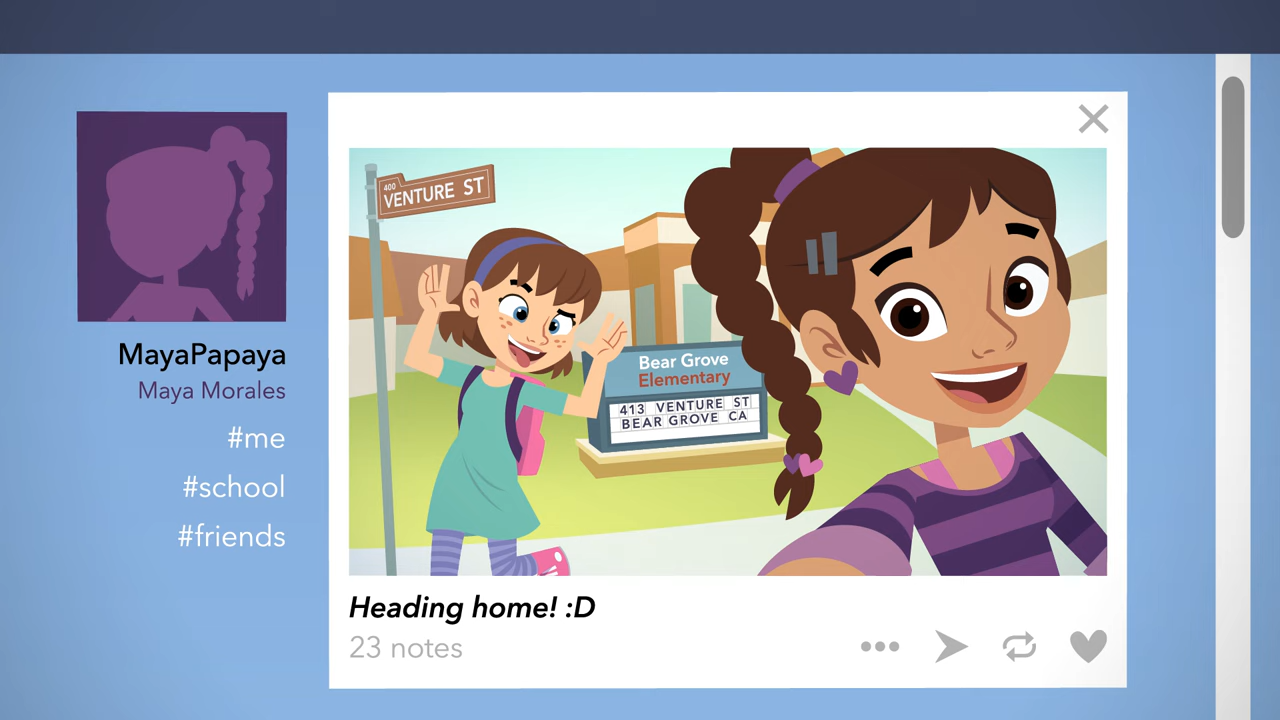 MayaPapaya
Maya Morales
#me
#school
#friends
400
VENTURE ST
Bear Grove
Elementary
413 VENTURE ST
BEAR GROVE CA
Heading home! :D
23 notes